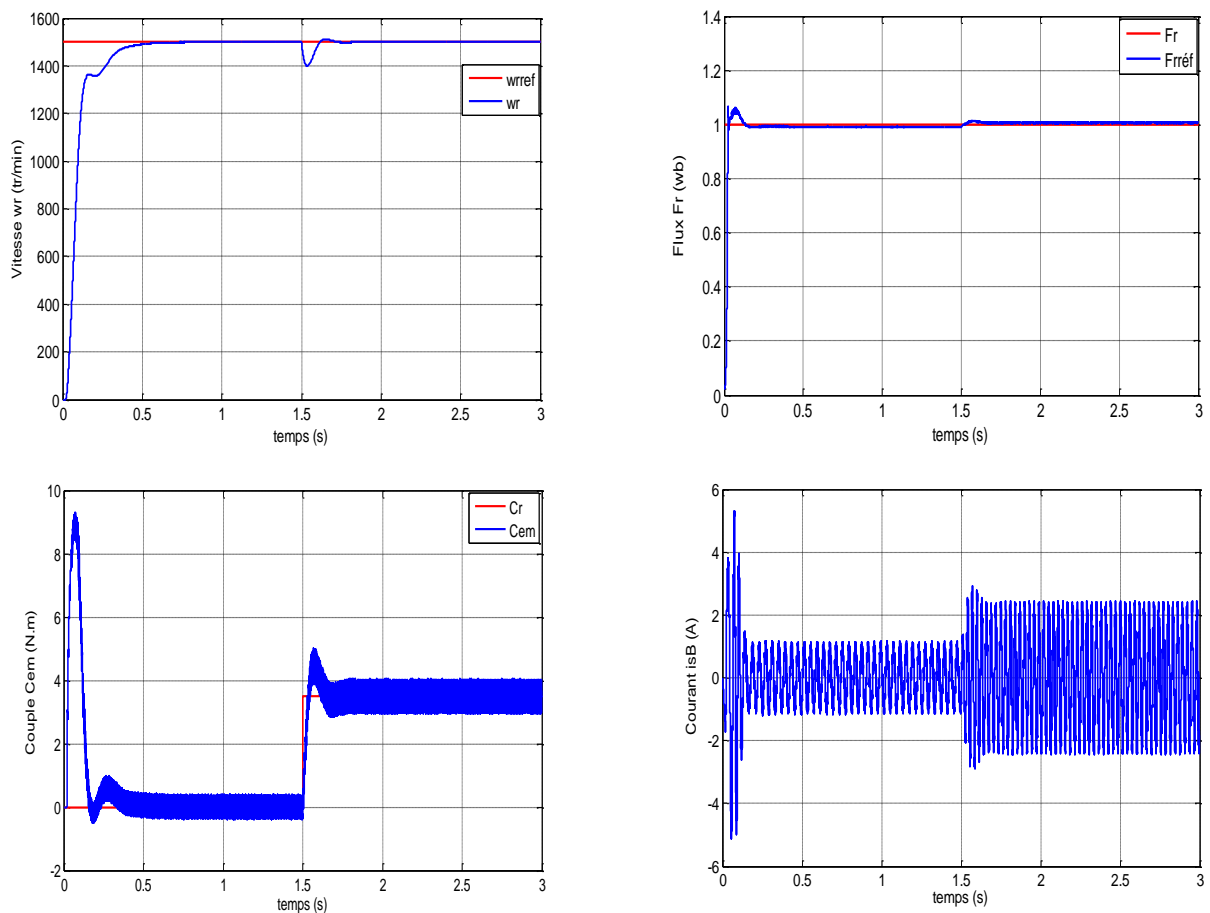 1600
1400
1200
1000
800
600
400
200
0
0 0.5 1 1.5 2 2.5 3
Vitesse wr (tr/min)
temps (s)
wrref
wr
1.4
1.2
1
0.8
0.6
0.4
0.2
0
0 0.5 1 1.5 2 2.5 3
Flux Fr (wb)
temps (s)
Fr
Frréf
10
8
6
4
2
0
-2
0 0.5 1 1.5 2 2.5 3
Couple Cem (N.m)
temps (s)
Cr
Cem
6
4
2
0
-2
-4
-6
0 0.5 1 1.5 2 2.5 3
Courant isB (A)
temps (s)